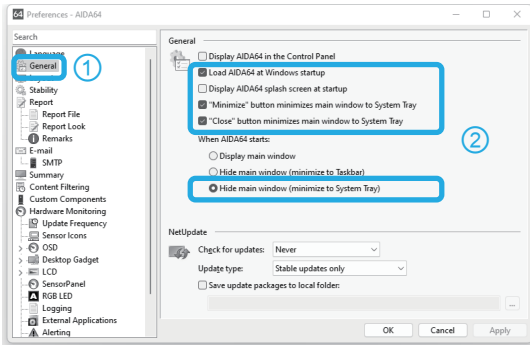 64 Preferences - AIDA64
Search
Language
General
1
Stability
Report
Report File
Report Look
Remarks
E-mail
SMTP
Summary
Content Filtering
Custom Components
Hardware Monitoring
Update Frequency
Sensor Icons
OSD
Desktop Gadget
LCD
SensorPanel
RGB LED
Logging
External Applications
Alerting
General
Display AIDA64 in the Control Panel
Load AIDA64 at Windows startup
Display AIDA64 splash screen at startup
"Minimize" button minimizes main window to System Tray
"Close" button minimizes main window to System Tray
2
When AIDA64 starts:
Display main window
Hide main window (minimize to Taskbar)
Hide main window (minimize to System Tray)
NetUpdate
Check for updates: Never
Update type: Stable updates only
Save update packages to local folder:
...
OK Cancel Apply